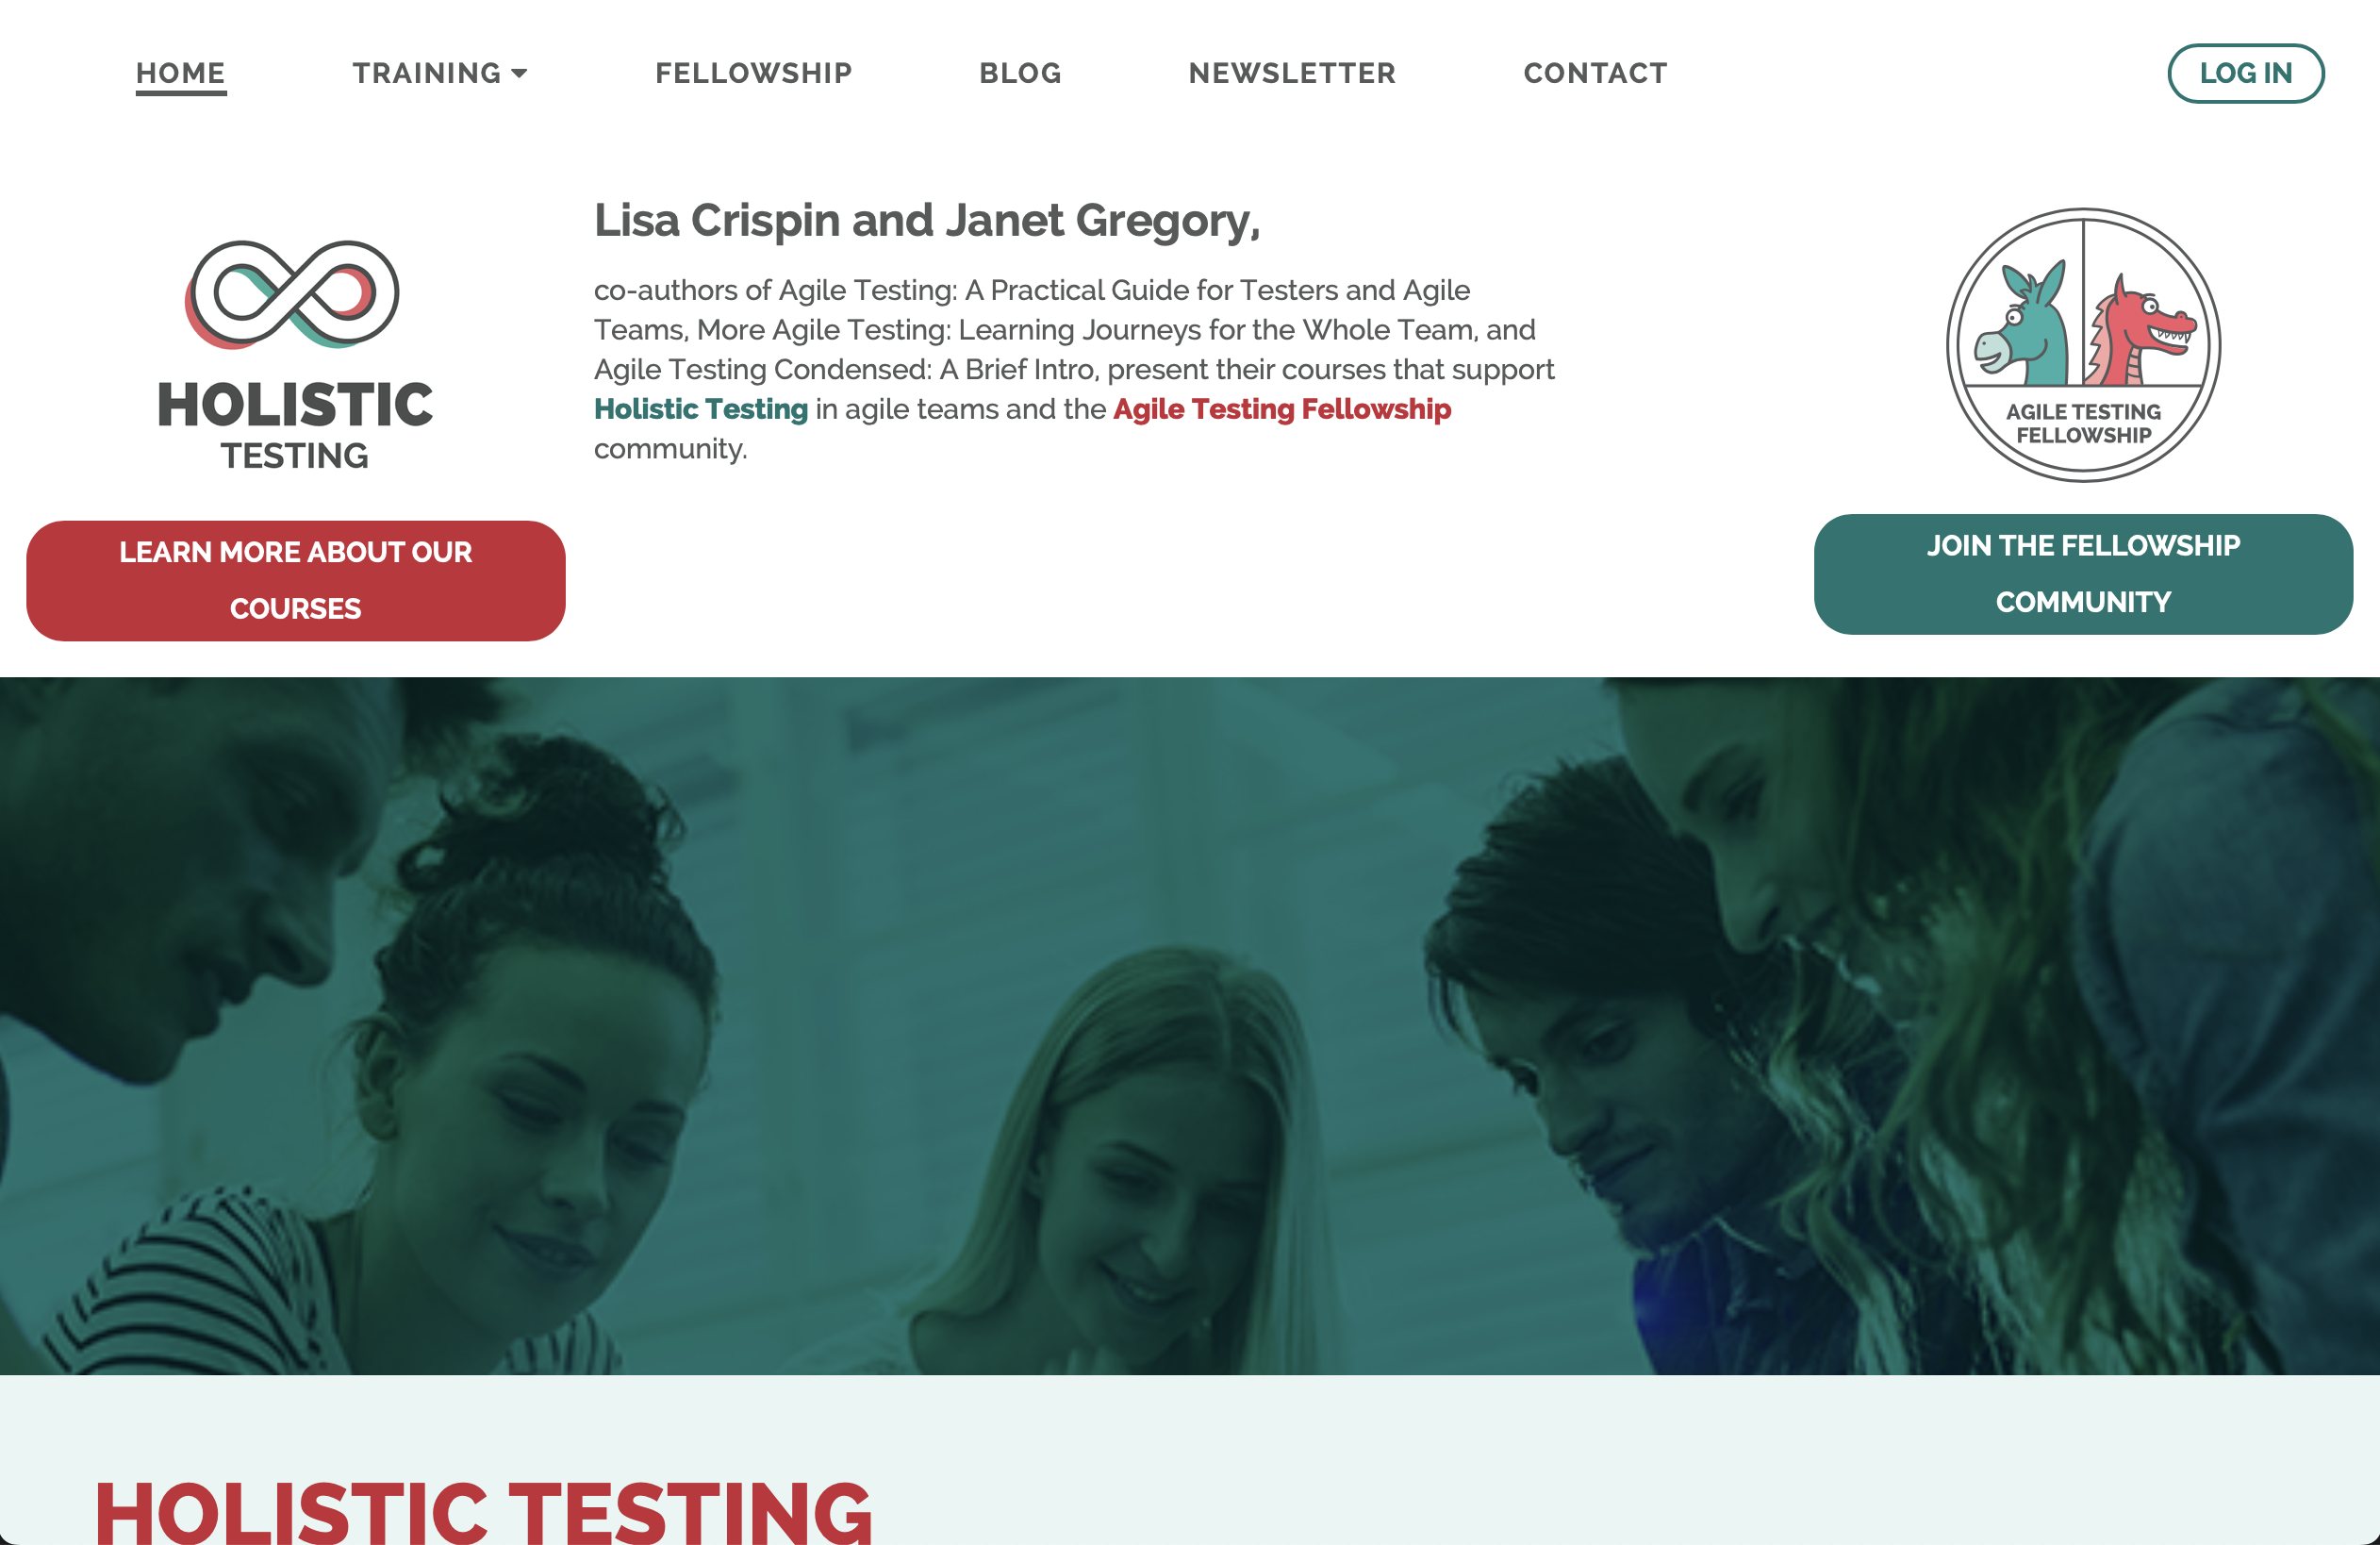 HOME TRAINING FELLOWSHIP BLOG NEWSLETTER CONTACT LOG IN
HOLISTIC
TESTING
LEARN MORE ABOUT OUR
COURSES
Lisa Crispin and Janet Gregory,
co-authors of Agile Testing: A Practical Guide for Testers and Agile
Teams, More Agile Testing: Learning Journeys for the Whole Team, and
Agile Testing Condensed: A Brief Intro, present their courses that support
Holistic Testing in agile teams and the Agile Testing Fellowship
community.
AGILE TESTING
FELLOWSHIP
JOIN THE FELLOWSHIP
COMMUNITY
HOLISTIC TESTING